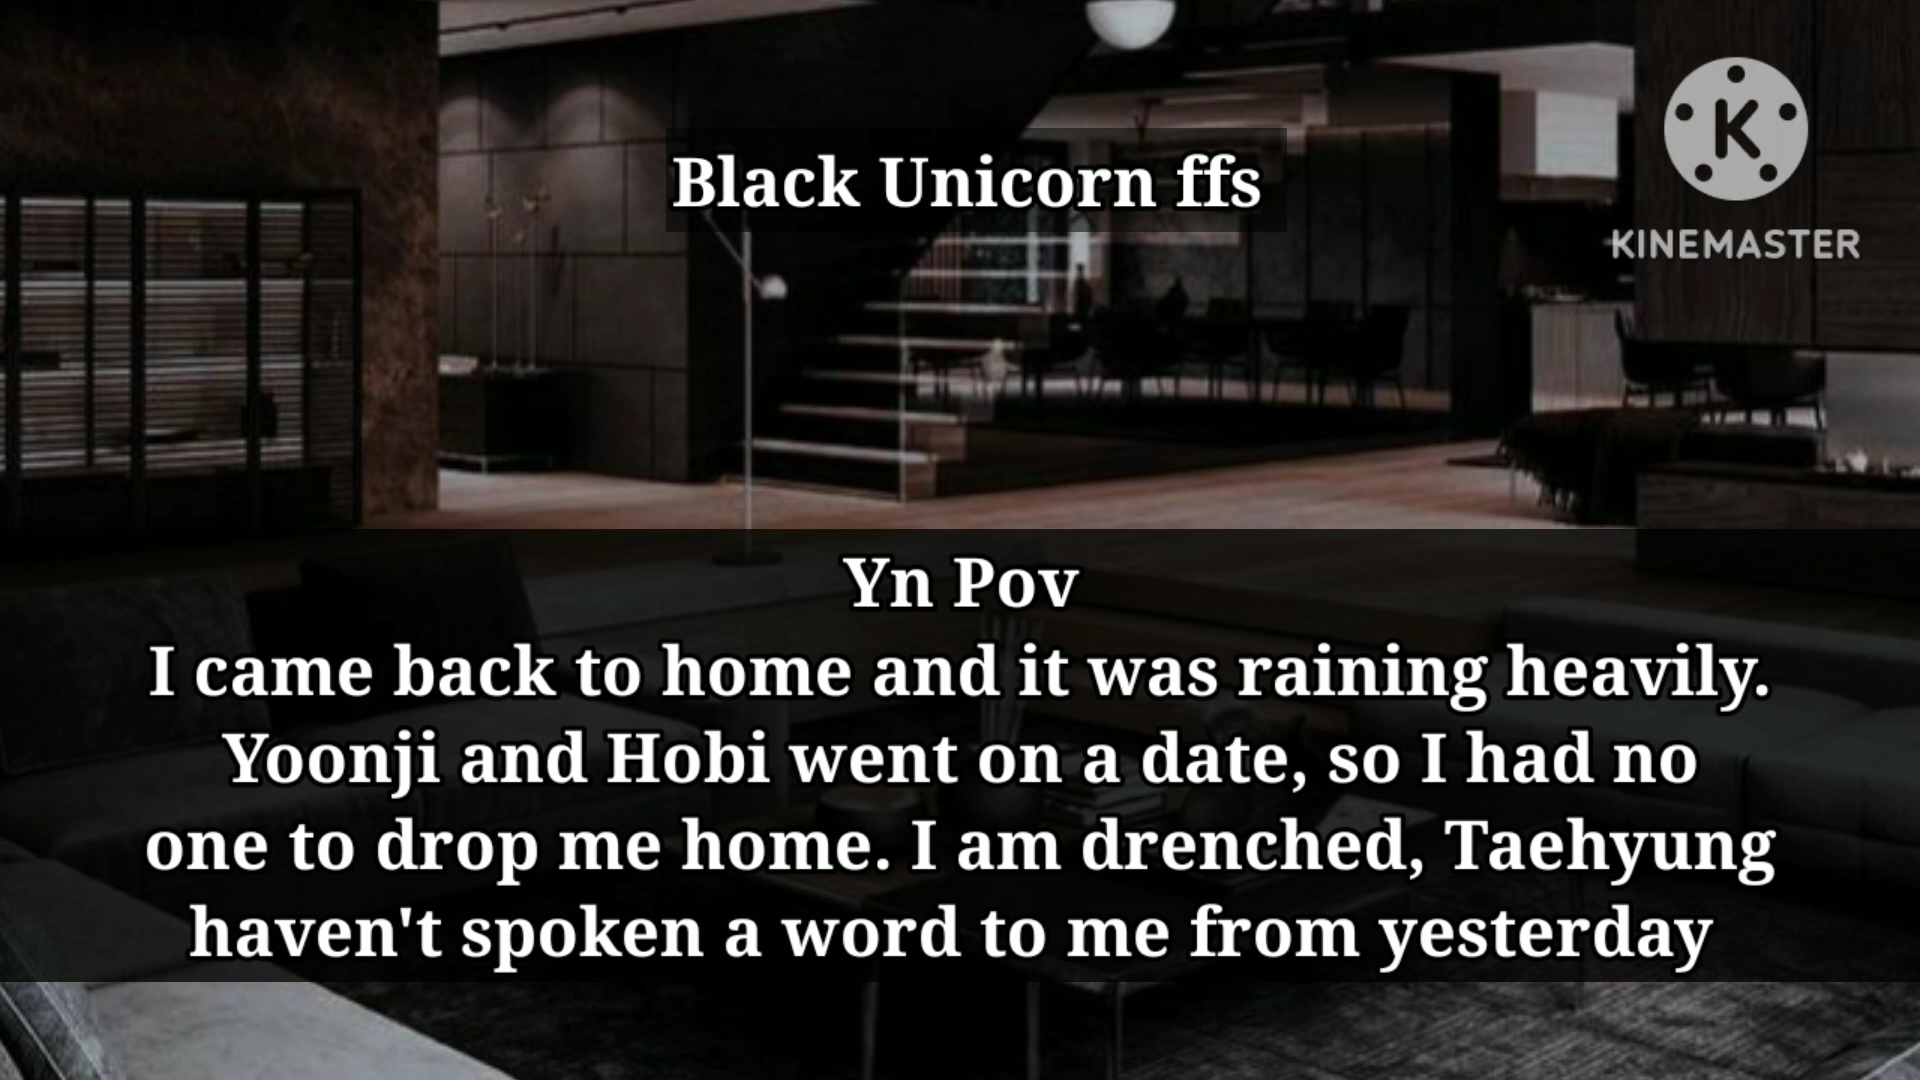 Black Unicorn ffs
K
KINEMASTER
Yn Pov
I came back to home and it was raining heavily.
Yoonji and Hobi went on a date, so I had no
one to drop me home. I am drenched, Taehyung
haven't spoken a word to me from yesterday